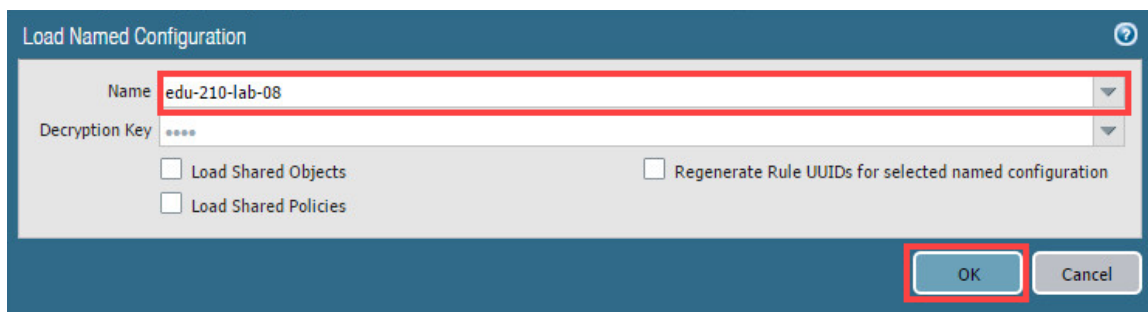 Load Named Configuration
Name edu-210-lab-08
Decryption Key ••••
Load Shared Objects
Regenerate Rule UUIDs for selected named configuration
Load Shared Policies
OK Cancel